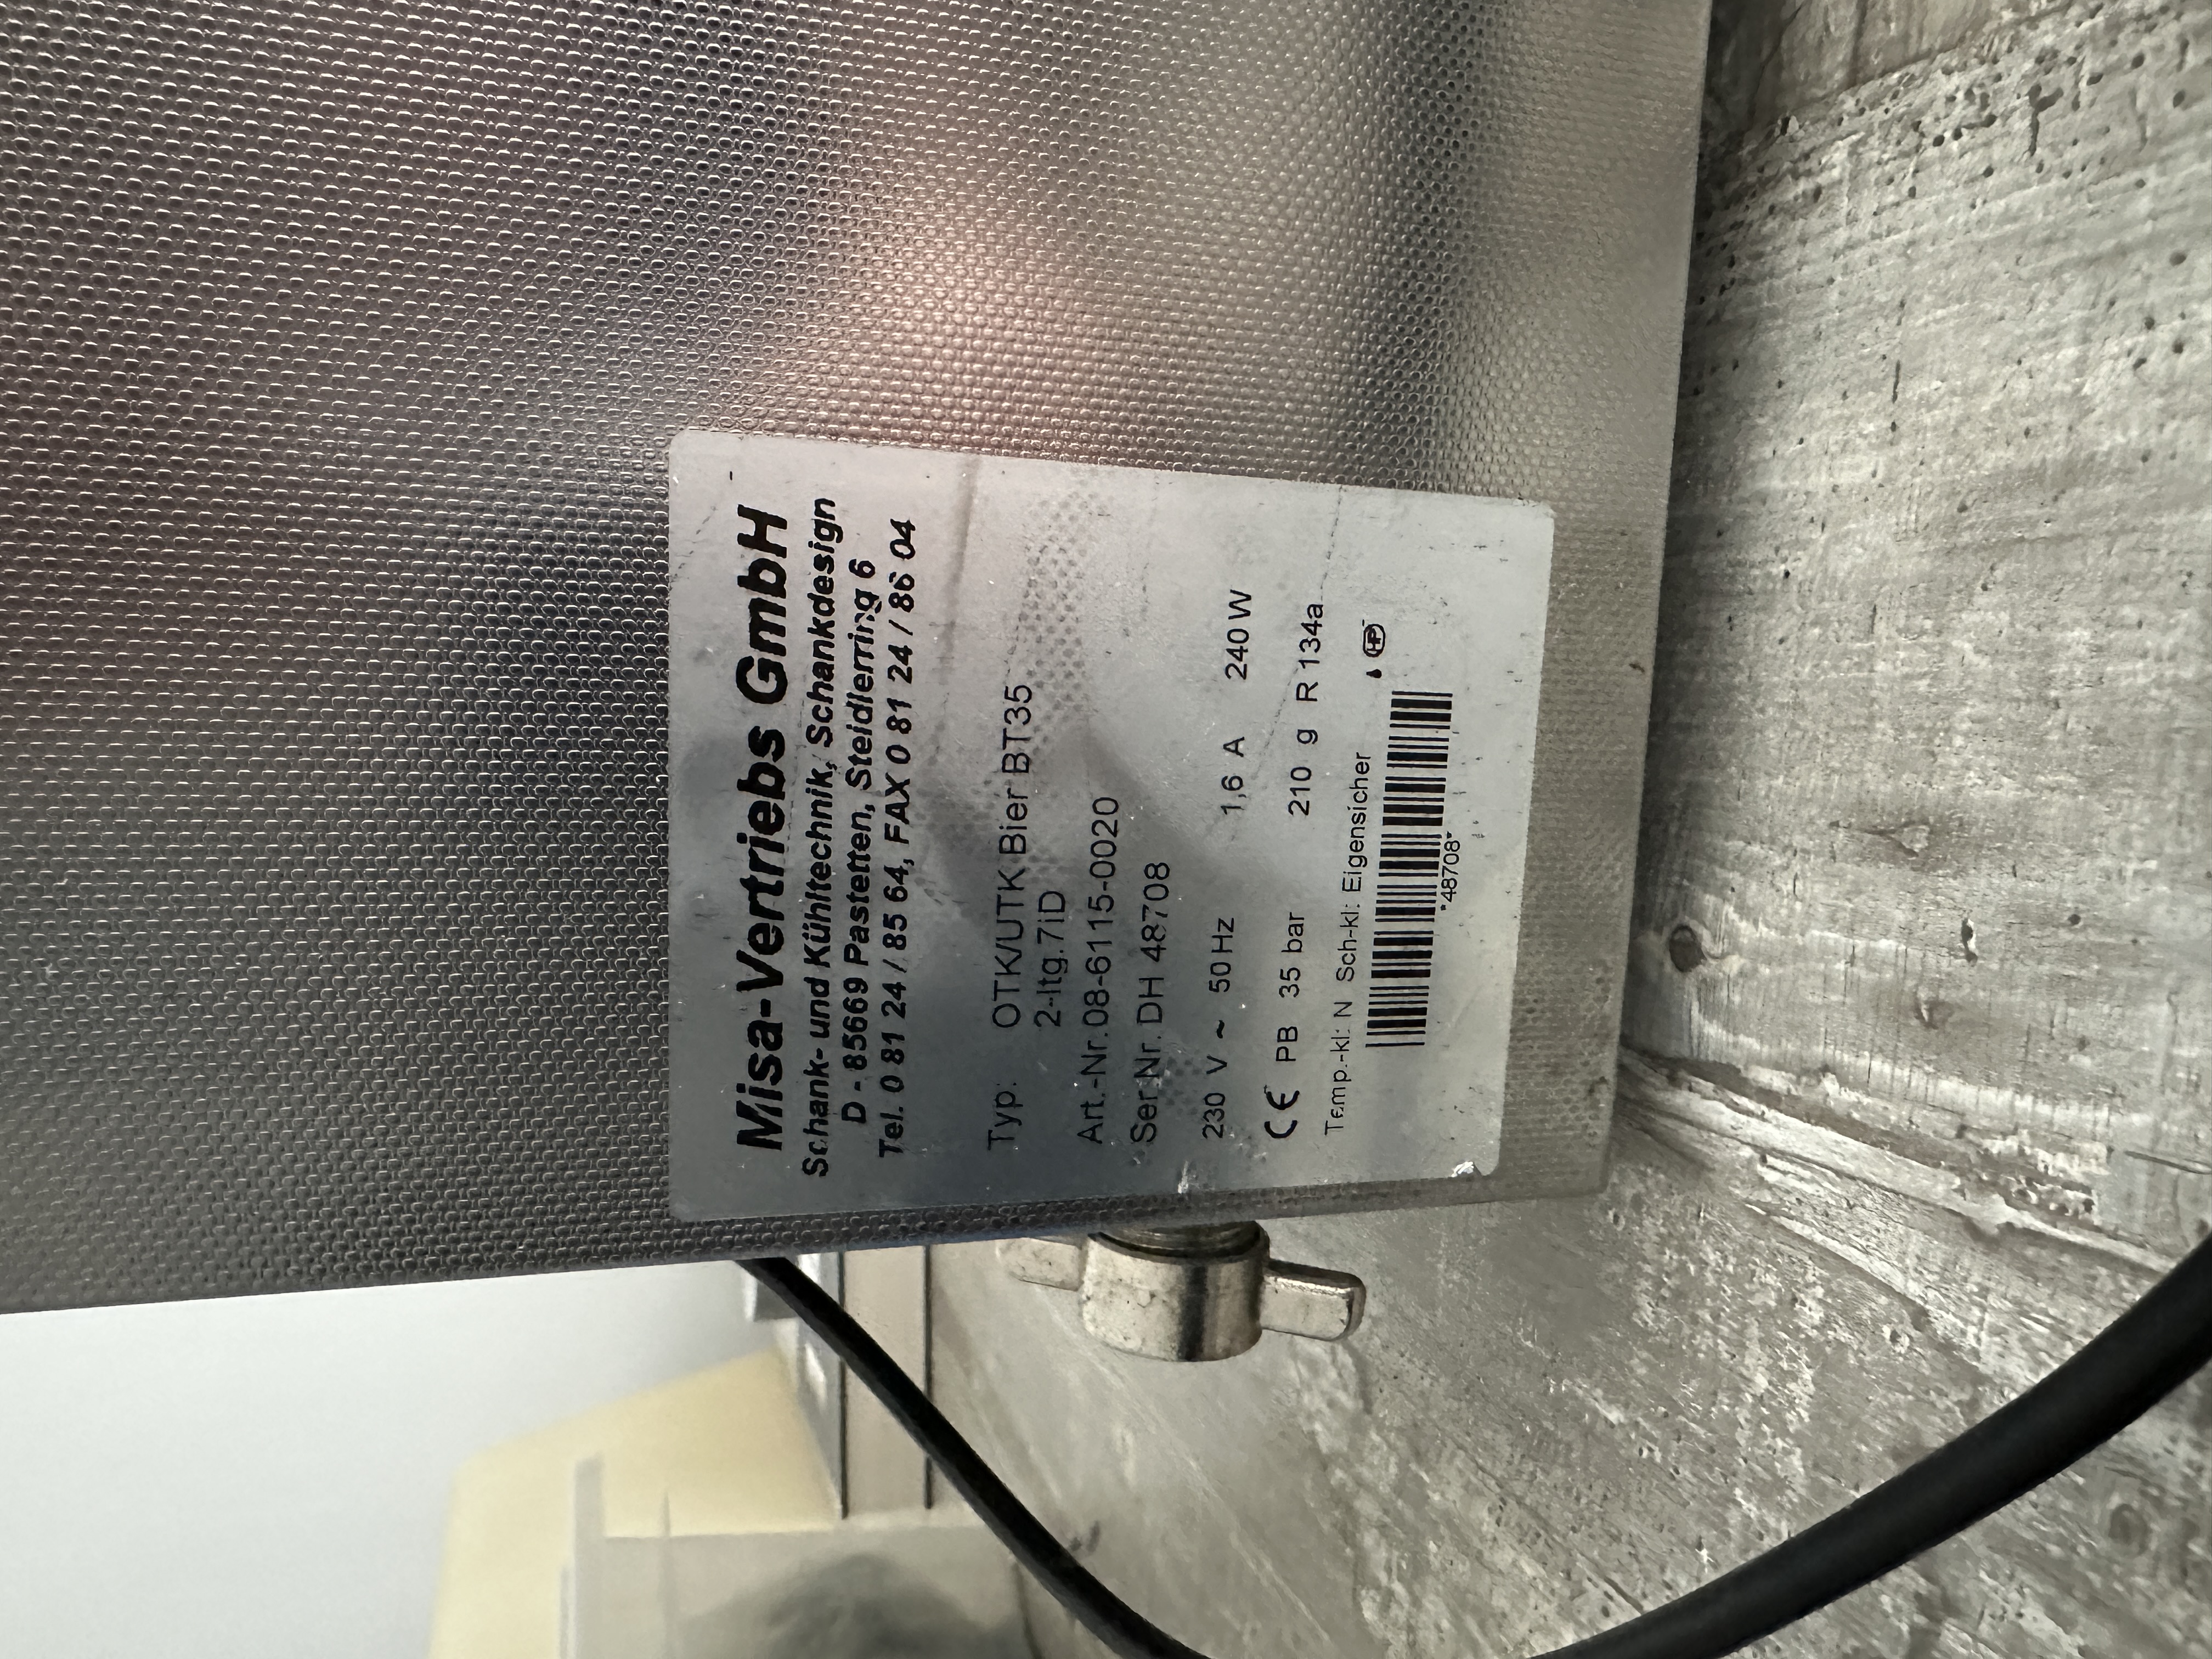 Misa-Vertriebs GmbH
Schank- und Kühltechnik, Schankdesign
D - 85669 Pastetten, Steidlerring 6
Tel. 0 81 24 / 85 64, FAX 0 81 24 / 86 04
Typ: OTK/UTK Bier BT35
2-ltg.7ID
Art.-Nr.08-6115-0020
Ser.Nr. DH 48708
230 V ~ 50 Hz 1,6 A 240 W
CE PB 35 bar 210 g R 134a
Temp.-kl: N Sch-kl: Eigensicher
*48708*